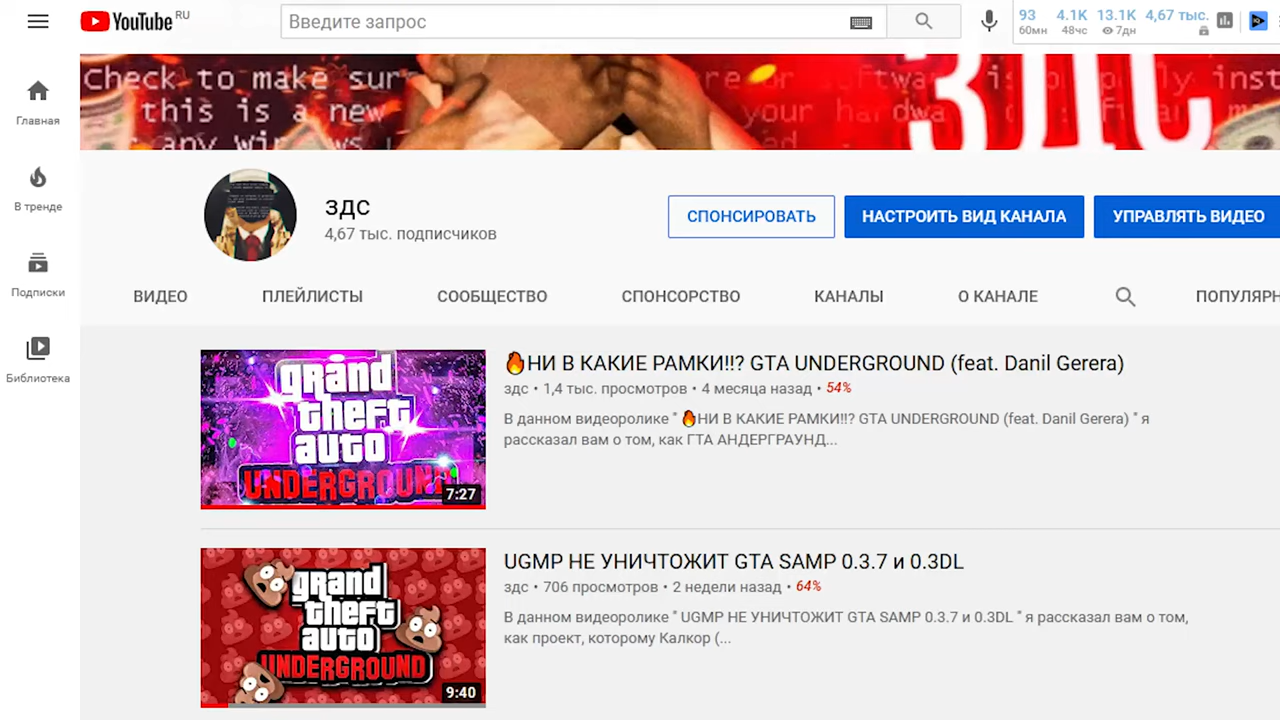 YouTube RU
Введите запрос
93 4.1K 13.1K 4,67 тыс.
60мн 48чс 7дн
Check to make sur
this is a new
your hardwa
any win ws
ЗДС
Главная
В тренде
Подписки
Библиотека
здс
4,67 тыс. подписчиков
СПОНСИРОВАТЬ
НАСТРОИТЬ ВИД КАНАЛА
УПРАВЛЯТЬ ВИДЕО
ВИДЕО
ПЛЕЙЛИСТЫ
СООБЩЕСТВО
СПОНСОРСТВО
КАНАЛЫ
О КАНАЛЕ
ПОПУЛЯРН
grand
theft
auto
UNDERGROUND
7:27
🔥НИ В КАКИЕ РАМКИ!!? GTA UNDERGROUND (feat. Danil Gerera)
здс • 1,4 тыс. просмотров • 4 месяца назад • 54%
В данном видеоролике " 🔥НИ В КАКИЕ РАМКИ!!? GTA UNDERGROUND (feat. Danil Gerera) " я
рассказал вам о том, как ГТА АНДЕРГРАУНД...
grand
theft
auto
UNDERGROUND
9:40
UGMP НЕ УНИЧТОЖИТ GTA SAMP 0.3.7 и 0.3DL
здс • 706 просмотров • 2 недели назад • 64%
В данном видеоролике " UGMP НЕ УНИЧТОЖИТ GTA SAMP 0.3.7 и 0.3DL " я рассказал вам о том,
как проект, которому Калкор (...